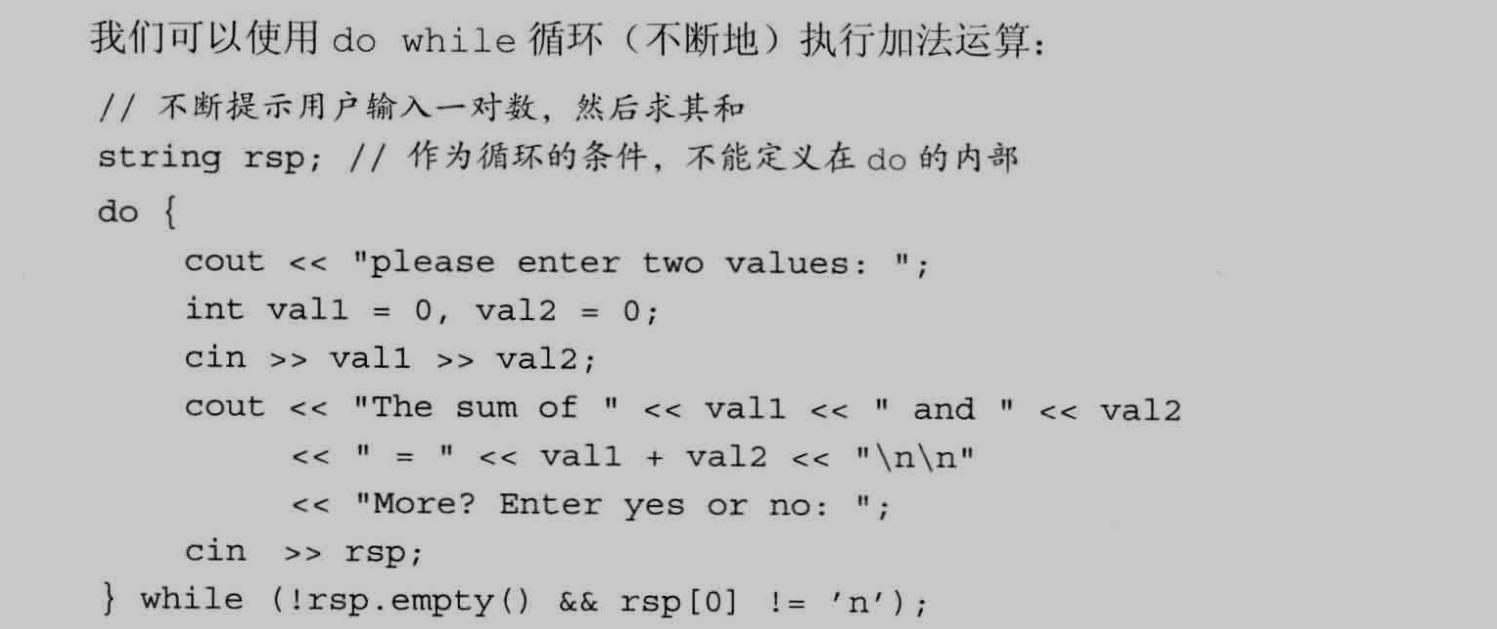 我们可以使用 do while 循环（不断地）执行加法运算：
// 不断提示用户输入一对数，然后求其和
string rsp; // 作为循环的条件，不能定义在 do 的内部
do {
    cout << "please enter two values: ";
    int val1 = 0, val2 = 0;
    cin >> val1 >> val2;
    cout << "The sum of " << val1 << " and " << val2
         << " = " << val1 + val2 << "\n\n"
         << "More? Enter yes or no: ";
    cin  >> rsp;
} while (!rsp.empty() && rsp[0] != 'n');